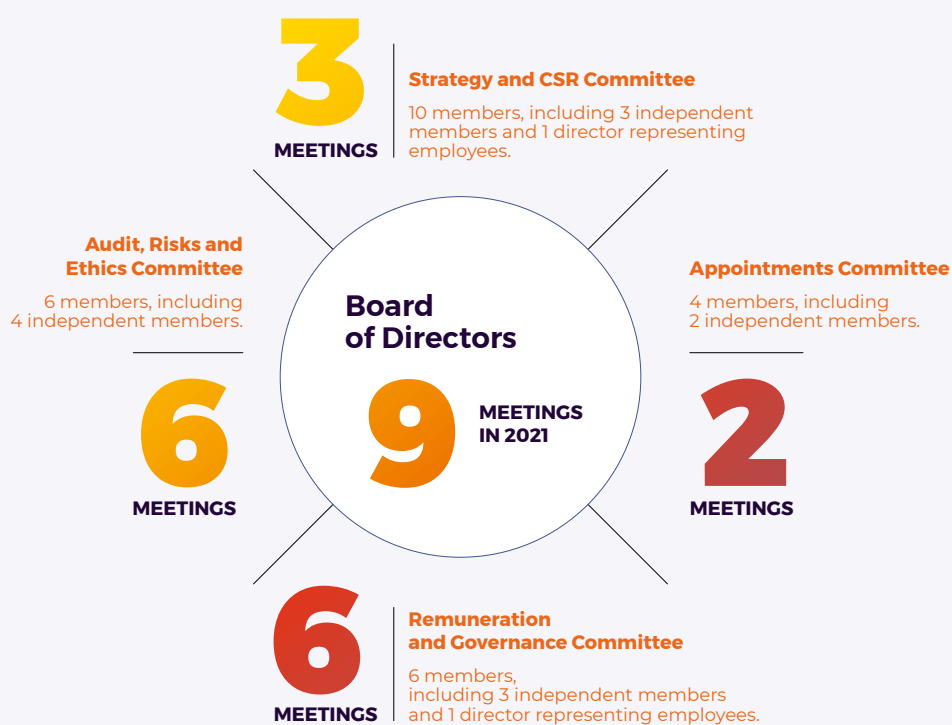 3
MEETINGS
Strategy and CSR Committee
10 members, including 3 independent
members and 1 director representing
employees.
Audit, Risks and
Ethics Committee
6 members, including
4 independent members.
6
MEETINGS
Board
of Directors
9
MEETINGS
IN 2021
Appointments Committee
4 members, including
2 independent members.
2
MEETINGS
6
MEETINGS
Remuneration
and Governance Committee
6 members,
including 3 independent members
and 1 director representing employees.